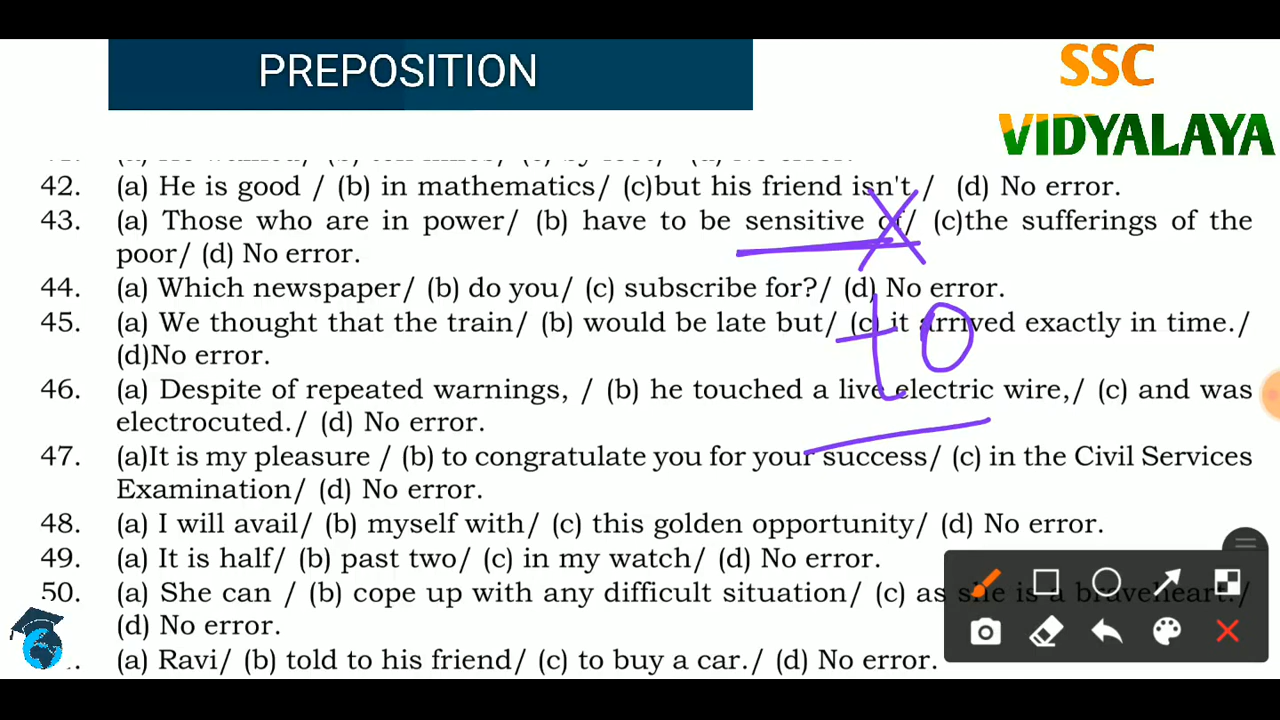 PREPOSITION
SSC
VIDYALAYA
42. (a) He is good / (b) in mathematics/ (c)but his friend isn't / (d) No error.
43. (a) Those who are in power/ (b) have to be sensitive of/ (c)the sufferings of the
poor/ (d) No error.
44. (a) Which newspaper/ (b) do you/ (c) subscribe for?/ (d) No error.
to
45. (a) We thought that the train/ (b) would be late but/ (c) it arrived exactly in time./
(d)No error.
46. (a) Despite of repeated warnings, / (b) he touched a live electric wire,/ (c) and was
electrocuted./ (d) No error.
47. (a)It is my pleasure / (b) to congratulate you for your success/ (c) in the Civil Services
Examination/ (d) No error.
48. (a) I will avail/ (b) myself with/ (c) this golden opportunity/ (d) No error.
49. (a) It is half/ (b) past two/ (c) in my watch/ (d) No error.
50. (a) She can / (b) cope up with any difficult situation/ (c) as she is a braveheart./
(d) No error.
(a) Ravi/ (b) told to his friend/ (c) to buy a car./ (d) No error.